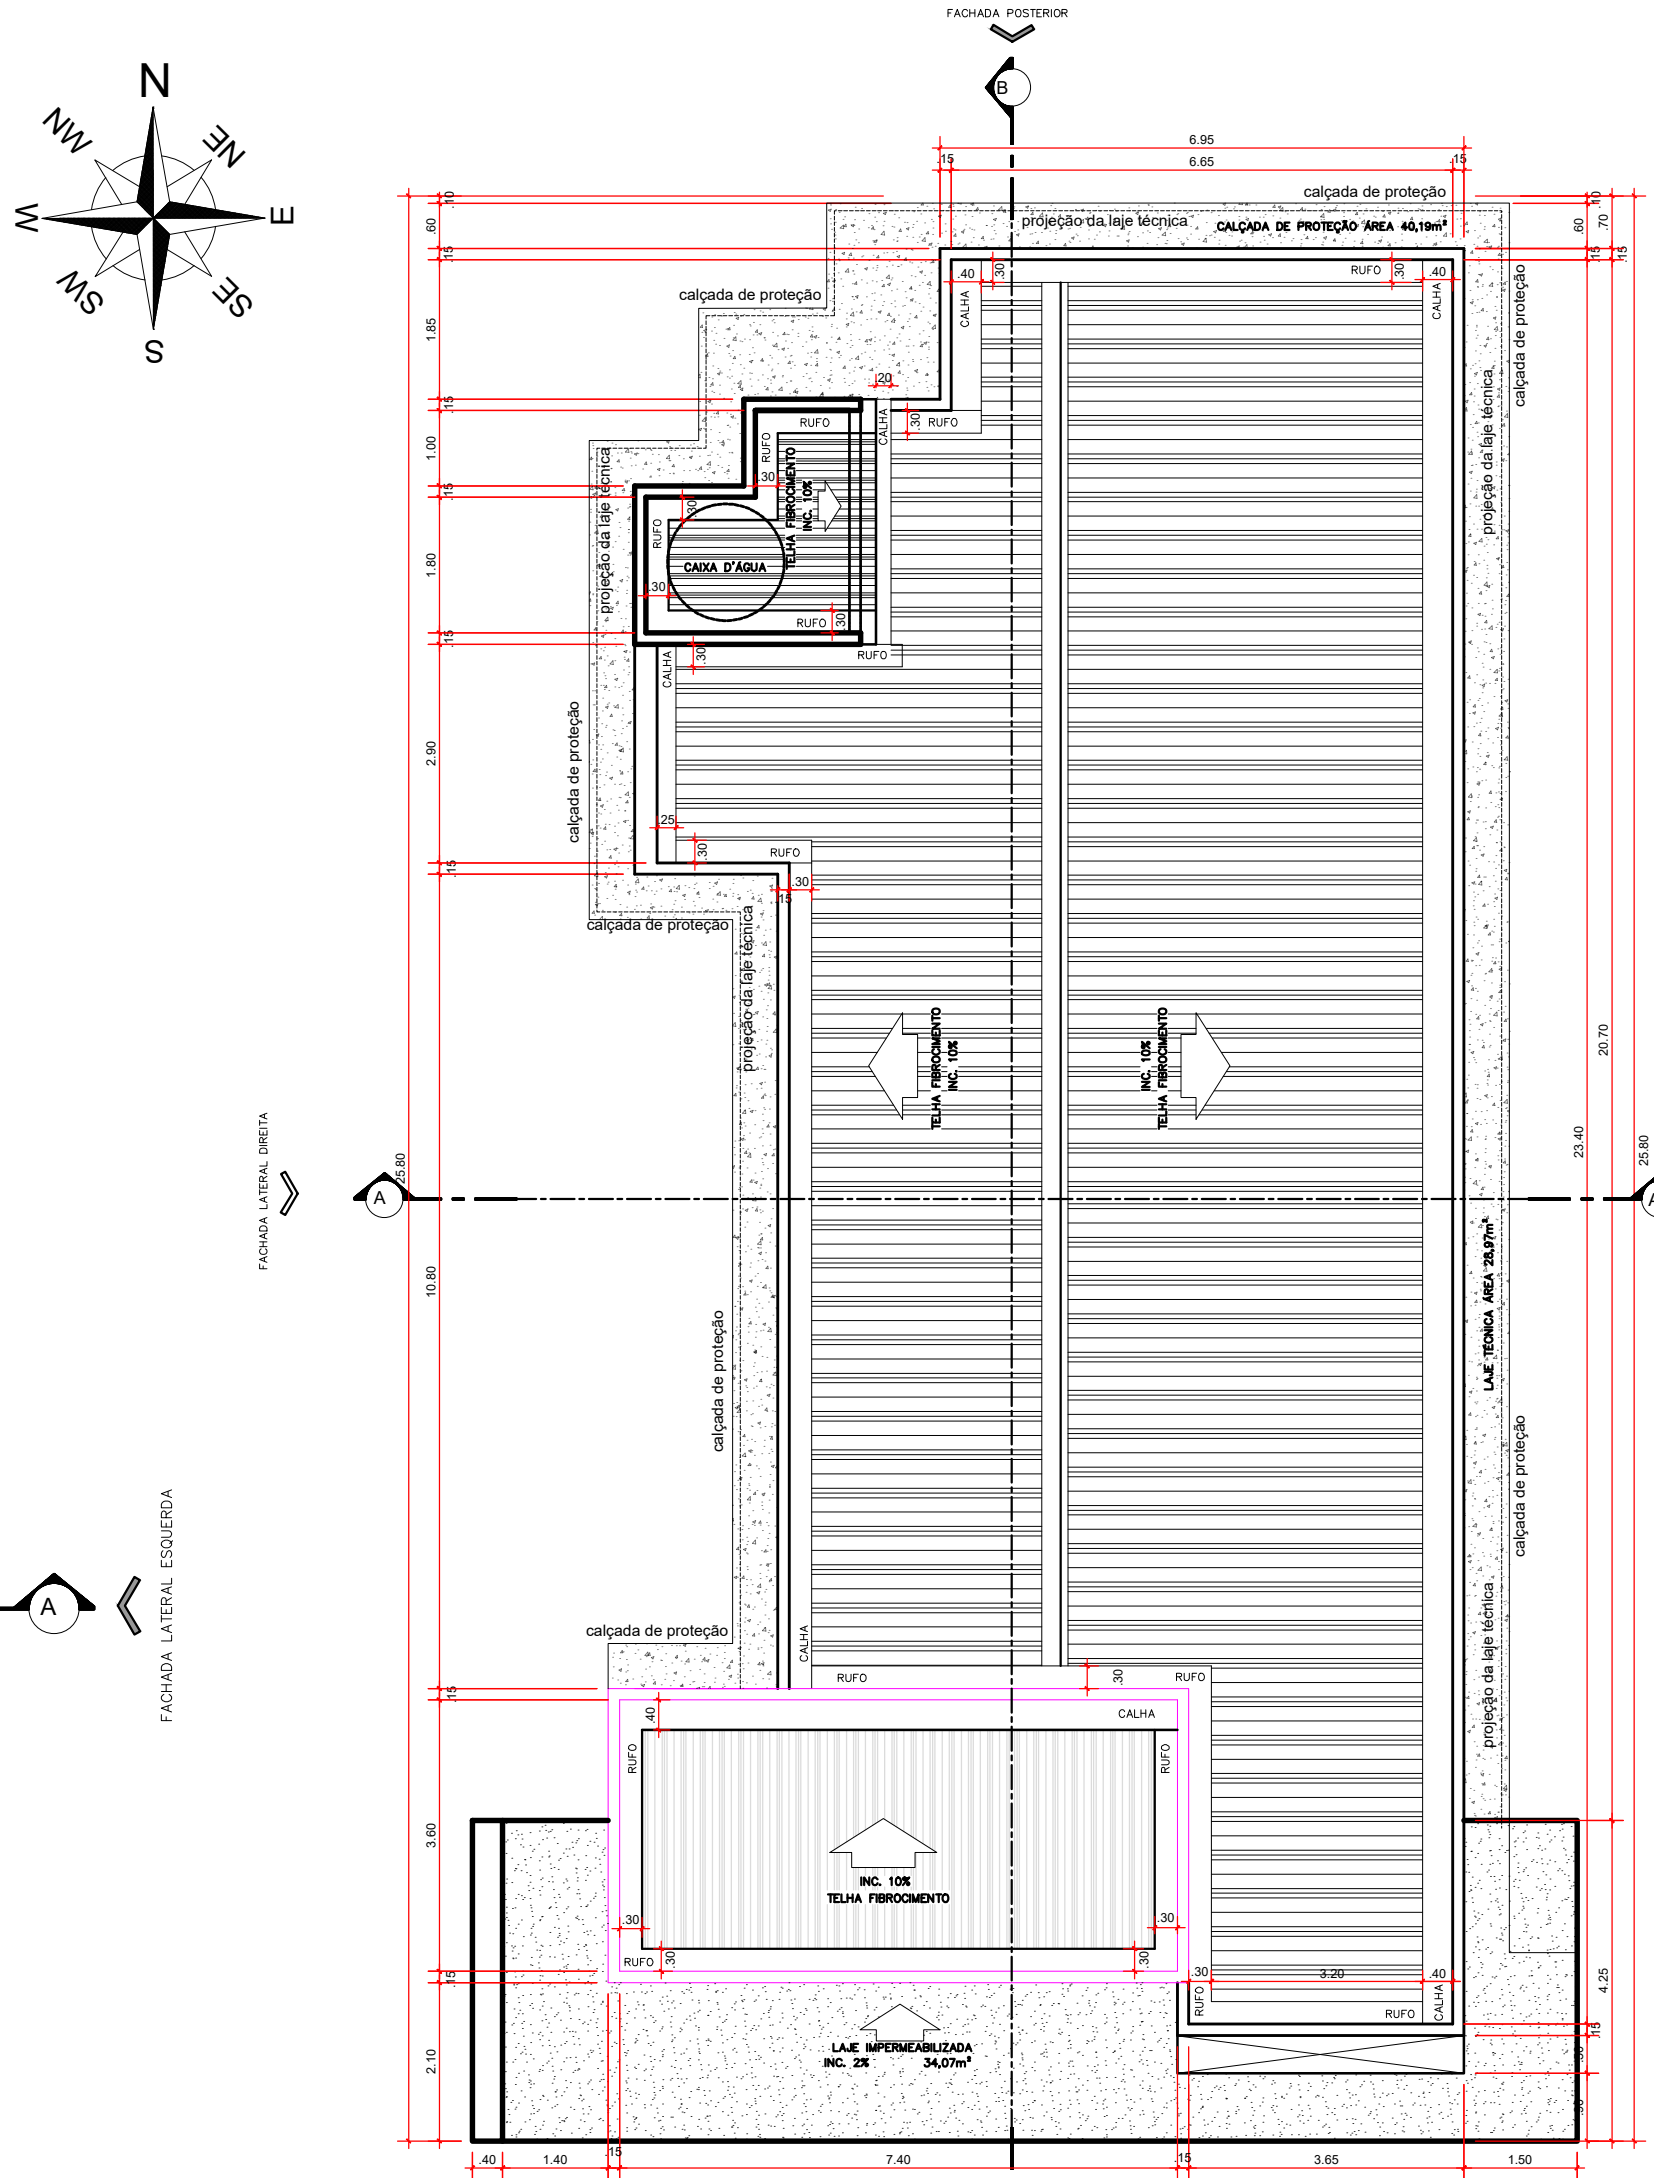 FACHADA POSTERIOR
B
N
NW
NE
W
E
SW
SE
S
6.95
.15
6.65
.15
calçada de proteção
projeção da laje técnica
CALÇADA DE PROTEÇÃO ÁREA 40,19m²
.10
.60
.15
.10
.60
.70
.15
.15
.40
.30
RUFO
.30
.40
CALHA
CALHA
calçada de proteção
calçada de proteção
1.85
.20
.15
RUFO
CALHA
.30
RUFO
RUFO
projeção da laje técnica
1.00
.30
TELHA FIBROCIMENTO
INC. 10%
.15
.30
projeção da laje técnica
RUFO
CAIXA D'ÁGUA
1.80
.30
RUFO
.30
.15
CALHA
.30
RUFO
calçada de proteção
2.90
.25
.30
RUFO
.15
.30
.15
calçada de proteção
projeção da laje técnica
TELHA FIBROCIMENTO
INC. 10%
INC. 10%
TELHA FIBROCIMENTO
20.70
23.40
25.80
FACHADA LATERAL DIREITA
25.80
A
10.80
LAJE TÉCNICA ÁREA 28,97m²
calçada de proteção
calçada de proteção
FACHADA LATERAL ESQUERDA
A
calçada de proteção
CALHA
projeção da laje técnica
RUFO
.30
RUFO
.15
.40
CALHA
RUFO
RUFO
3.60
INC. 10%
TELHA FIBROCIMENTO
.30
.30
RUFO
.30
.30
.15
.30
3.20
.40
4.25
RUFO
RUFO
CALHA
.15
LAJE IMPERMEABILIZADA
INC. 2% 34,07m²
2.10
.40
1.40
.15
7.40
.15
3.65
1.50